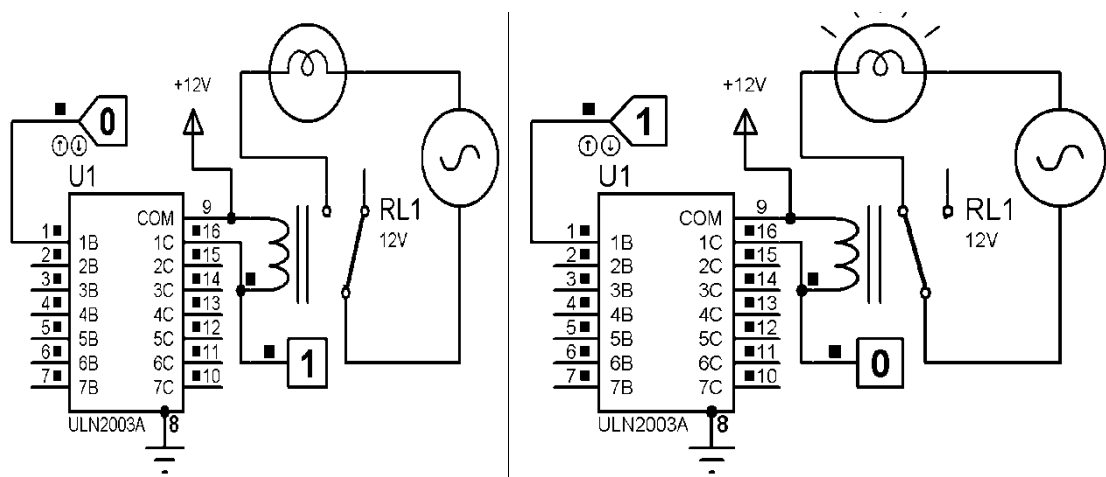 +12V
0
U1
RL1
12V
COM
9
1
1B
1C
16
2
2B
2C
15
3
3B
3C
14
4
4B
4C
13
5
5B
5C
12
6
6B
6C
11
7
7B
7C
10
1
ULN2003A
8
+12V
1
U1
RL1
12V
COM
9
1
1B
1C
16
2
2B
2C
15
3
3B
3C
14
4
4B
4C
13
5
5B
5C
12
6
6B
6C
11
7
7B
7C
10
0
ULN2003A
8